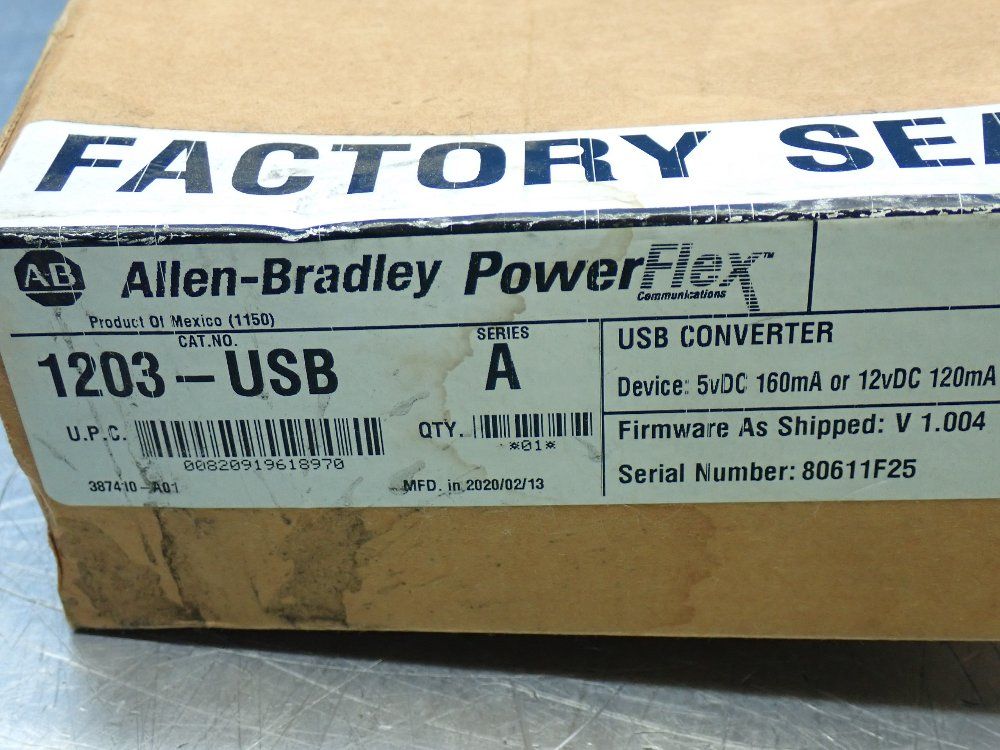 FACTORY SEA
A-B Allen-Bradley PowerFlex™
Communications
Product Of Mexico (1150)
CAT.NO.
1203-USB
SERIES
A
U.P.C.
00820919618970
QTY.
*01*
387410-A01
MFD. in 2020/02/13
USB CONVERTER
Device: 5vDC 160mA or 12vDC 120mA
Firmware As Shipped: V 1.004
Serial Number: 80611F25